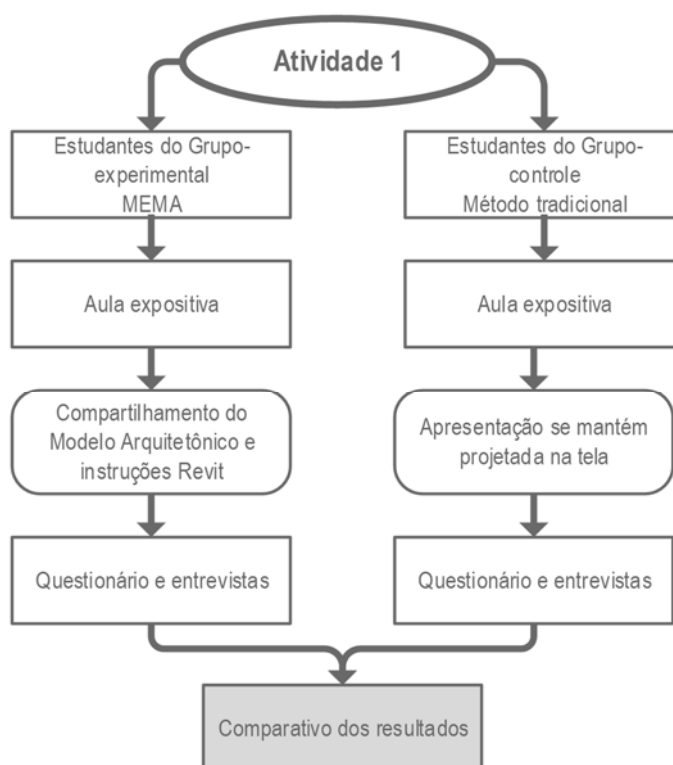 Atividade 1
Estudantes do Grupo-
experimental
MEMA
Estudantes do Grupo-
controle
Método tradicional
Aula expositiva
Aula expositiva
Compartilhamento do
Modelo Arquitetônico e
instruções Revit
Apresentação se mantém
projetada na tela
Questionário e entrevistas
Questionário e entrevistas
Comparativo dos resultados